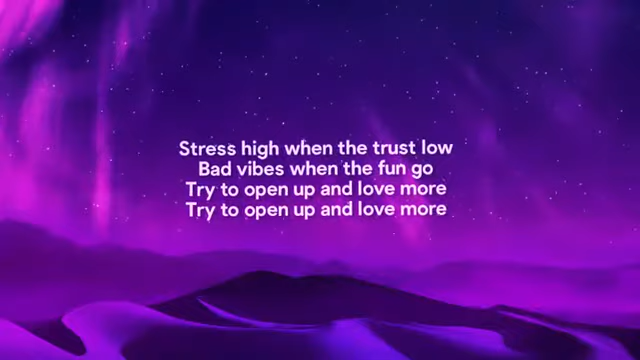 Stress high when the trust low
Bad vibes when the fun go
Try to open up and love more
Try to open up and love more